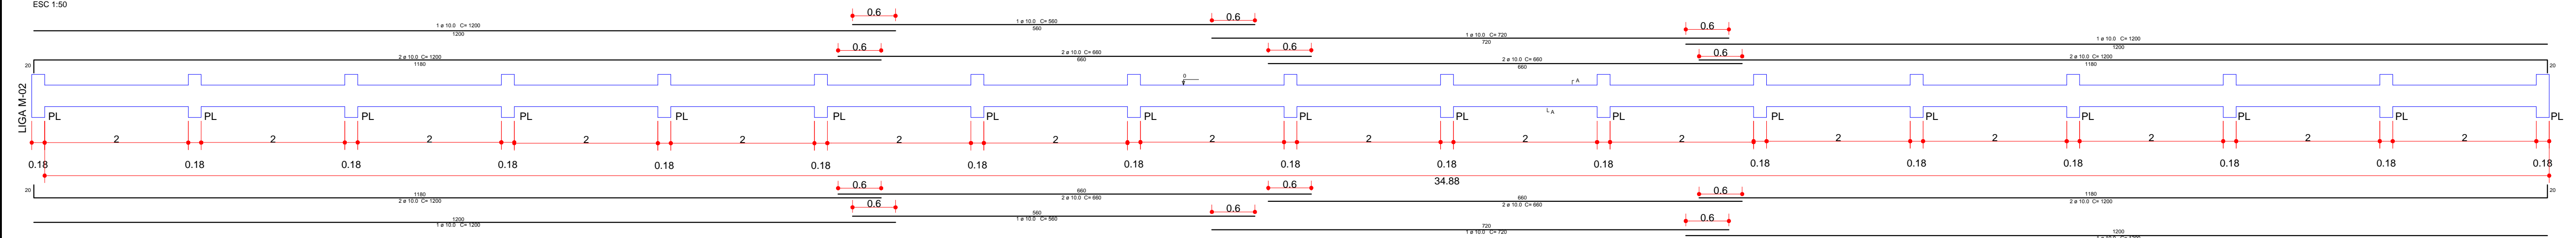 ESC 1:50
0.6
1 ø 10.0 C= 1200
1200
1 ø 10.0 C= 560
560
0.6
1 ø 10.0 C= 720
720
0.6
1 ø 10.0 C= 1200
1200
20
2 ø 10.0 C= 1200
1180
0.6
2 ø 10.0 C= 660
660
0.6
2 ø 10.0 C= 660
660
0.6
2 ø 10.0 C= 1200
1180
20
LIGA M-02
0
A
A
PL PL PL PL PL PL PL PL PL PL PL PL PL PL PL PL PL
2 2 2 2 2 2 2 2 2 2 2 2 2 2 2 2
0.18 0.18 0.18 0.18 0.18 0.18 0.18 0.18 0.18 0.18 0.18 0.18 0.18 0.18 0.18 0.18 0.18
34.88
20
1180
2 ø 10.0 C= 1200
0.6
660
2 ø 10.0 C= 660
0.6
660
2 ø 10.0 C= 660
0.6
1180
2 ø 10.0 C= 1200
20
1200
1 ø 10.0 C= 1200
0.6
560
1 ø 10.0 C= 560
0.6
720
1 ø 10.0 C= 720
0.6
1200
1 ø 10.0 C= 1200